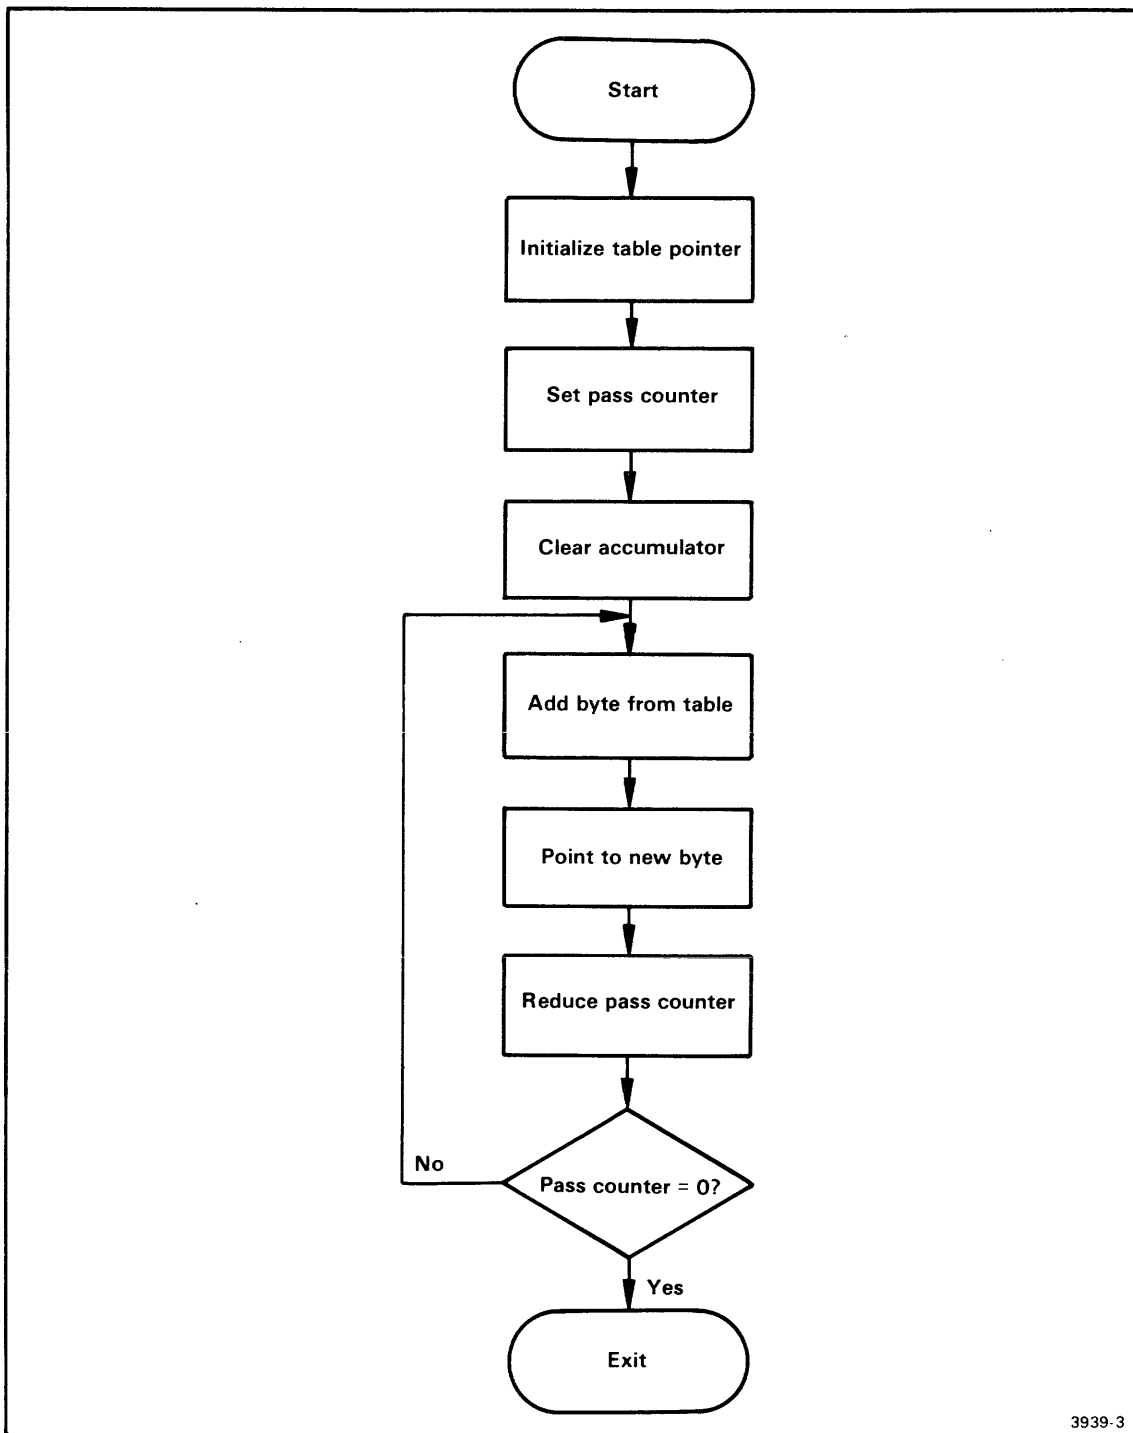 Start
Initialize table pointer
Set pass counter
Clear accumulator
Add byte from table
Point to new byte
Reduce pass counter
No
Pass counter = 0?
Yes
Exit
3939-3